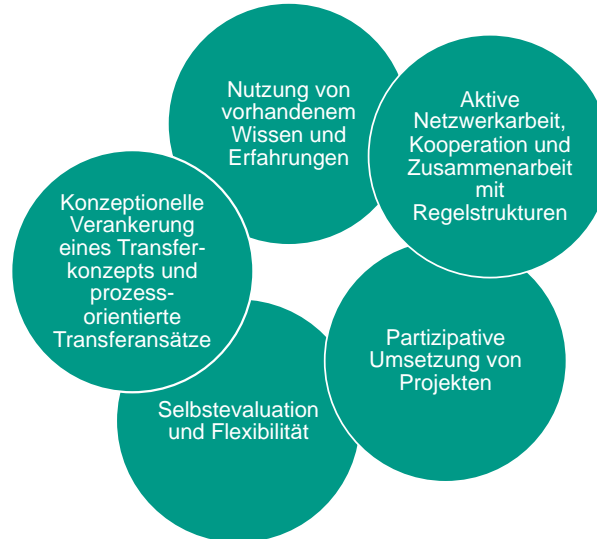 Nutzung von
vorhandenem
Wissen und
Erfahrungen
Aktive
Netzwerkarbeit,
Kooperation und
Zusammenarbeit
mit
Regelstrukturen
Konzeptionelle
Verankerung
eines Transfer-
konzepts und
prozess-
orientierte
Transferansätze
Partizipative
Umsetzung von
Projekten
Selbstevaluation
und Flexibilität